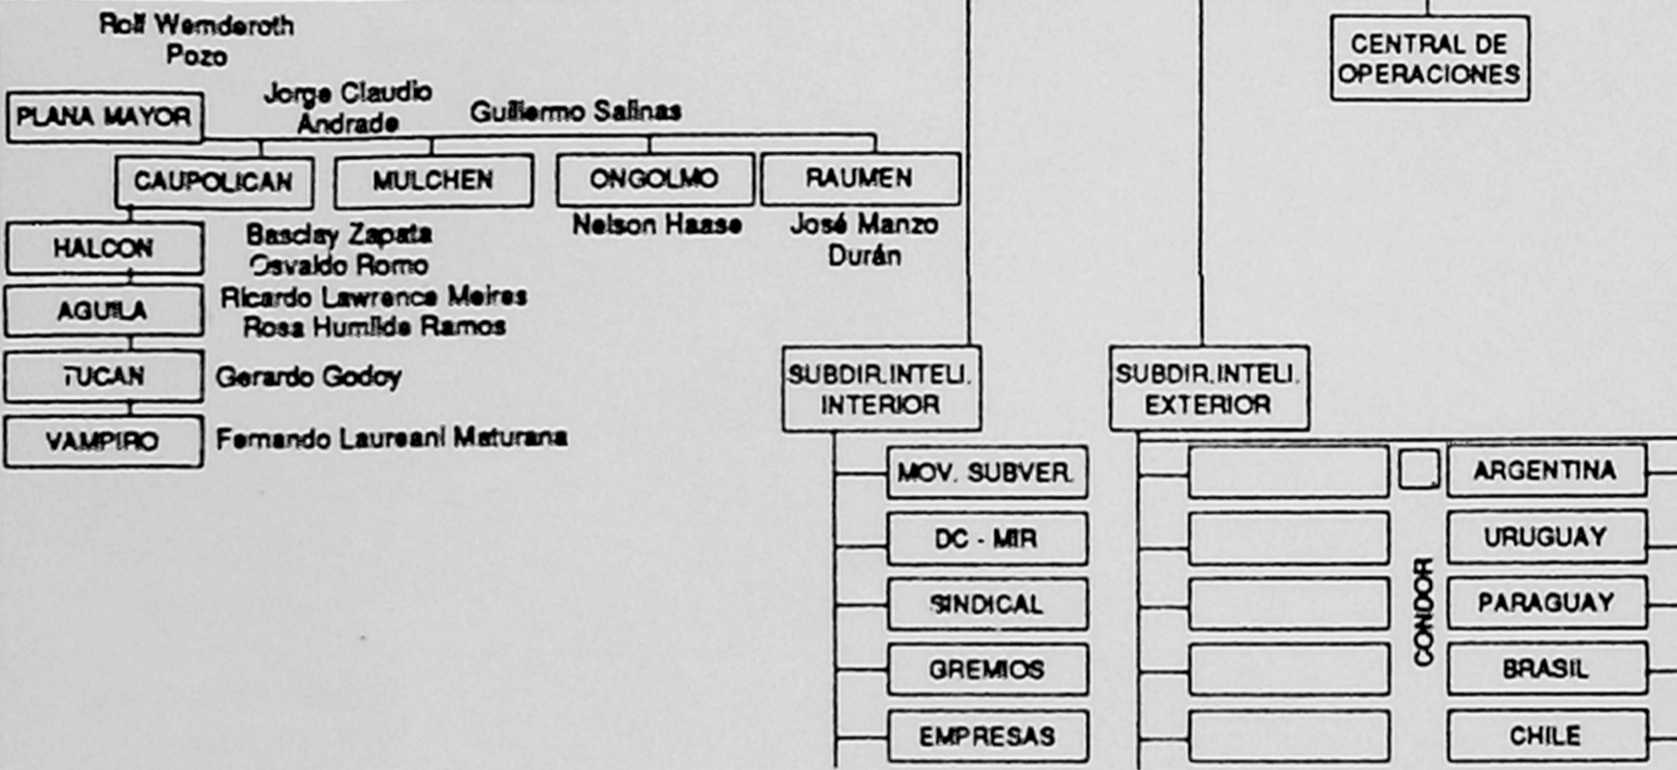 Rolf Wemderoth
Pozo
CENTRAL DE
OPERACIONES
PLANA MAYOR
Jorge Claudio
Andrade
Guillermo Salinas
CAUPOLICAN
MULCHEN
ONGOLMO
RAUMEN
Nelson Haase
José Manzo
Durán
HALCON
Basclay Zapata
Osvaldo Romo
AGUILA
Ricardo Lawrence Meires
Rosa Humilde Ramos
TUCAN
Gerardo Godoy
VAMPIRO
Fernando Laureani Maturana
SUBDIR.INTELI.
INTERIOR
MOV. SUBVER.
DC - MIR
SINDICAL
GREMIOS
EMPRESAS
SUBDIR.INTELI.
EXTERIOR
CONDOR
ARGENTINA
URUGUAY
PARAGUAY
BRASIL
CHILE